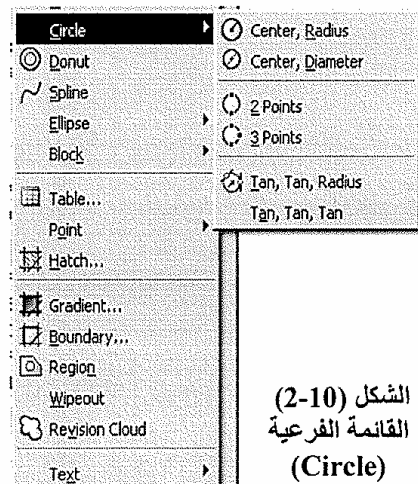 Circle
Donut
Spline
Ellipse
Block
Table...
Point
Hatch...
Gradient...
Boundary...
Region
Wipeout
Revision Cloud
Text
Center, Radius
Center, Diameter
2 Points
3 Points
Tan, Tan, Radius
Tan, Tan, Tan
الشكل (2-10)
القائمة الفرعية
(Circle)